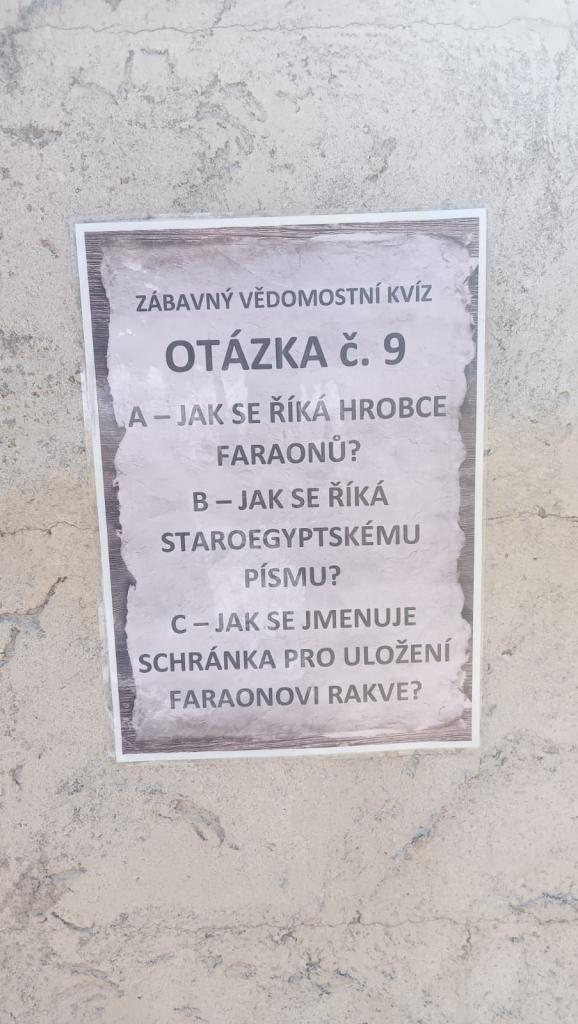 ZÁBAVNÝ VĚDOMOSTNÍ KVÍZ
OTÁZKA č. 9
A – JAK SE ŘÍKÁ HROBCE
FARAONŮ?
B – JAK SE ŘÍKÁ
STAROEGYPTSKÉMU
PÍSMU?
C – JAK SE JMENUJE
SCHRÁNKA PRO ULOŽENÍ
FARAONOVI RAKVE?